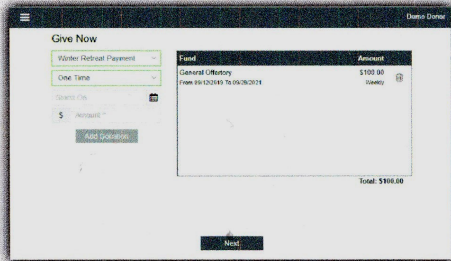 Demo Donor
Give Now
Winter Retreat Payment
One Time
$ Amount *
Add Donation
Fund Amount
General Offertory $100.00
From 09/12/2019 To 09/28/2021 Weekly
Total: $100.00
Next